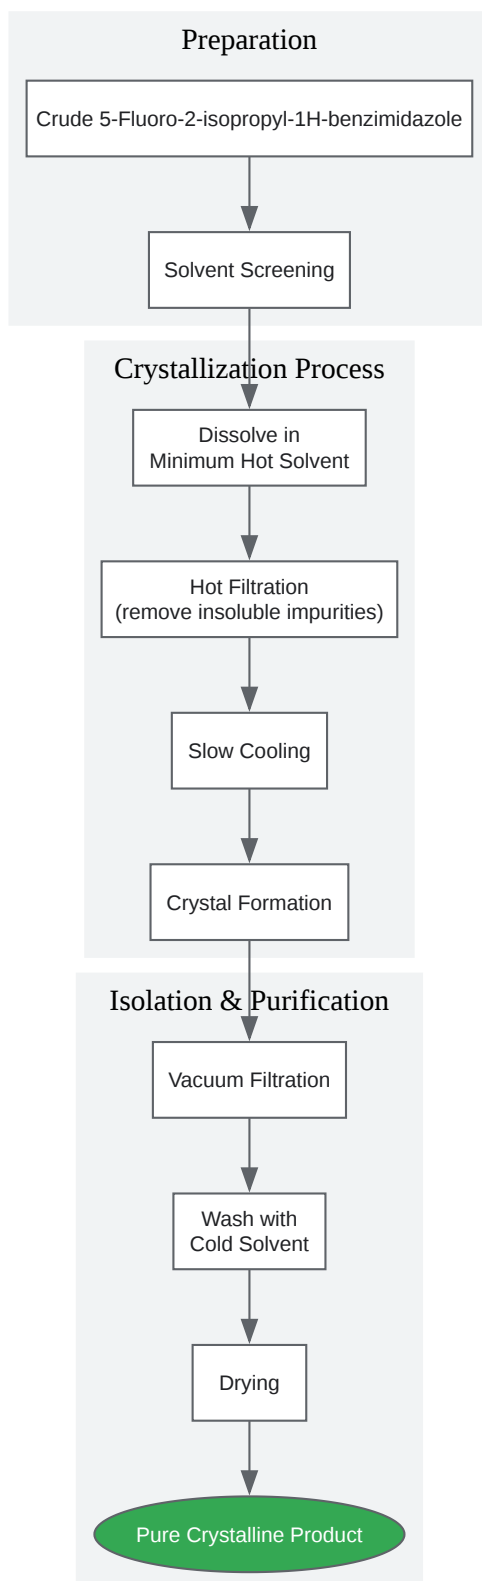 Preparation
Crude 5-Fluoro-2-isopropyl-1H-benzimidazole
Solvent Screening
Crystallization Process
Dissolve in
Minimum Hot Solvent
Hot Filtration
(remove insoluble impurities)
Slow Cooling
Crystal Formation
Isolation & Purification
Vacuum Filtration
Wash with
Cold Solvent
Drying
Pure Crystalline Product